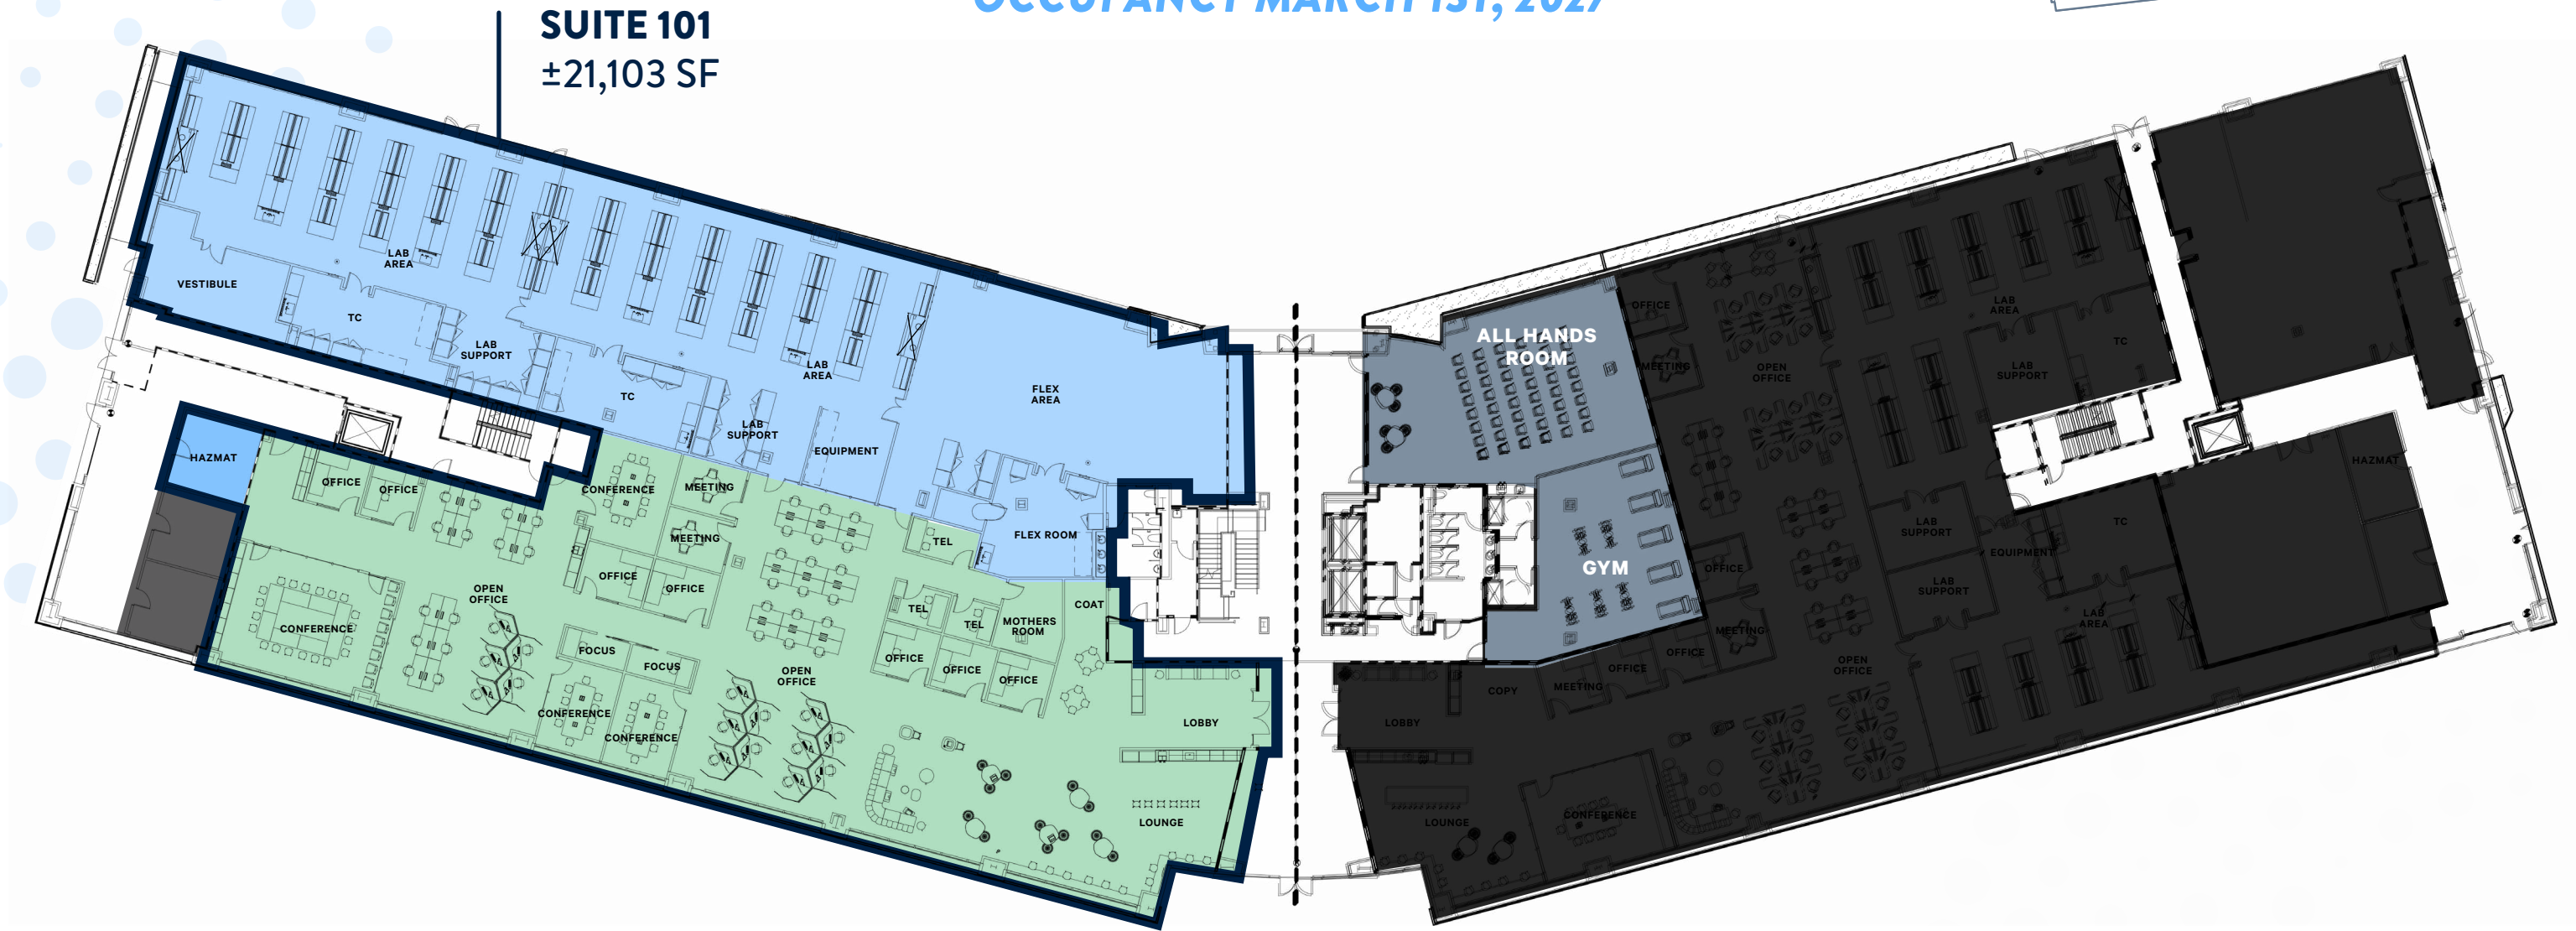 OCCUPANCY MARCH 1ST, 2027
SUITE 101
±21,103 SF
LAB
AREA
VESTIBULE
TC
LAB
SUPPORT
LAB
AREA
TC
LAB
SUPPORT
EQUIPMENT
FLEX
AREA
FLEX ROOM
HAZMAT
OFFICE
OFFICE
CONFERENCE
MEETING
MEETING
TEL
OFFICE
OFFICE
OPEN
OFFICE
CONFERENCE
FOCUS
FOCUS
CONFERENCE
CONFERENCE
OPEN
OFFICE
TEL
TEL
MOTHERS
ROOM
COAT
OFFICE
OFFICE
OFFICE
LOBBY
LOUNGE
ALL HANDS
ROOM
GYM
OFFICE
MEETING
OPEN
OFFICE
LAB
AREA
LAB
SUPPORT
TC
HAZMAT
LAB
SUPPORT
EQUIPMENT
TC
LAB
SUPPORT
LAB
AREA
OFFICE
MEETING
OFFICE
OFFICE
MEETING
COPY
OPEN
OFFICE
LOBBY
LOUNGE
CONFERENCE